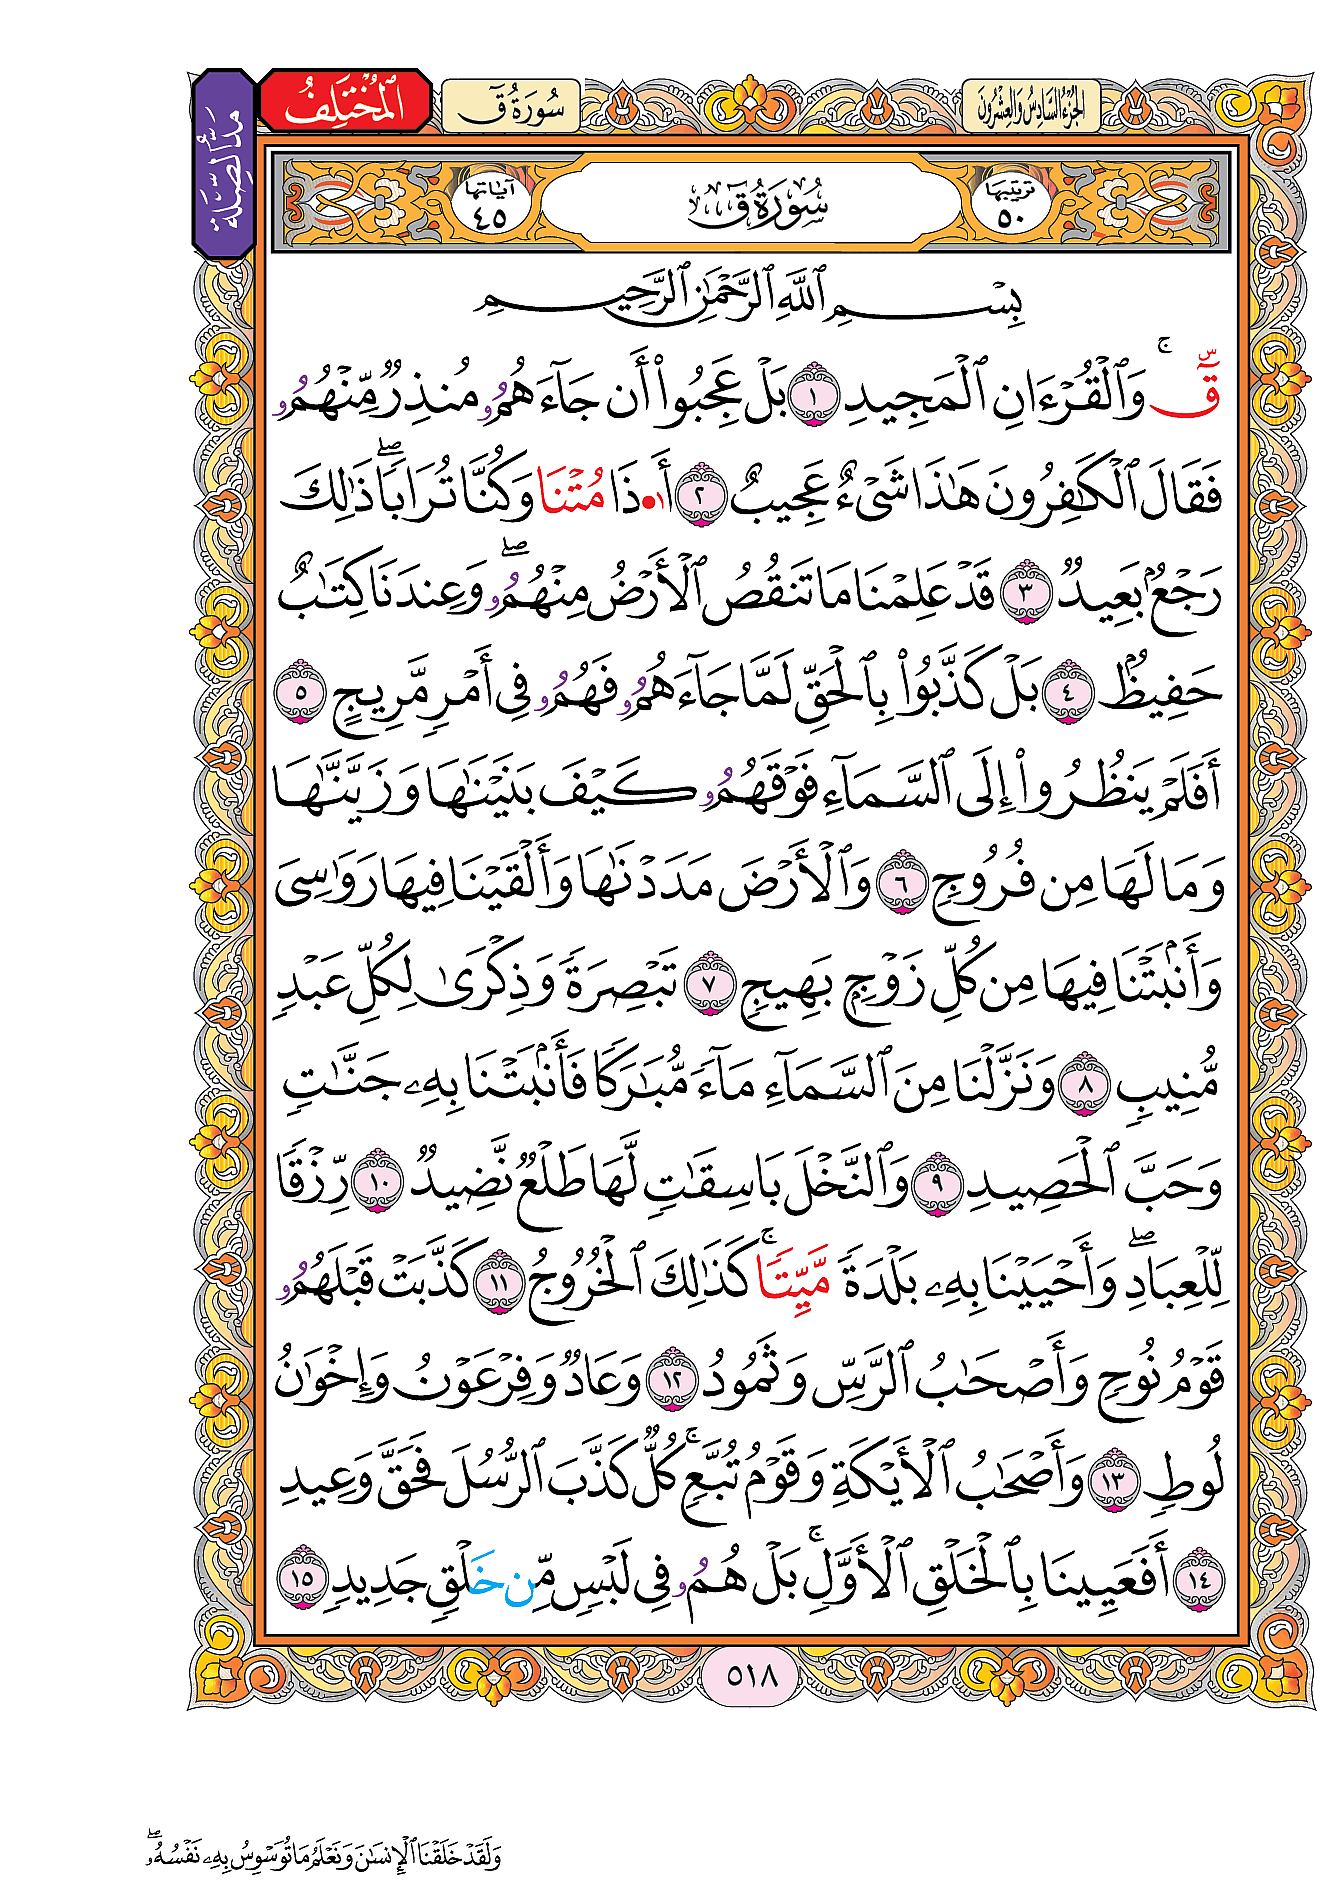 الجزء السادس والعشرون
سُورَةُ قٓ
ٱلْمُخْتَلِفُ
مَدُّ ٱلصِّلَةِ
ترتيبها ٥٠
سُورَةُ قٓ
آياتها ٤٥
بِسْمِ ٱللَّهِ ٱلرَّحْمَٰنِ ٱلرَّحِيمِ
قٓۚ وَٱلْقُرْءَانِ ٱلْمَجِيدِ ١ بَلْ عَجِبُوا۟ أَن جَآءَهُمُۥ مُنذِرٌ مِّنْهُمُۥ
فَقَالَ ٱلْكَٰفِرُونَ هَٰذَا شَىْءٌ عَجِيبٌ ٢ أَ•ذَا مُتْنَا وَكُنَّا تُرَابًاۖ ذَٰلِكَ
رَجْعٌۢ بَعِيدٌ ٣ قَدْ عَلِمْنَا مَا تَنقُصُ ٱلْأَرْضُ مِنْهُمُۥۖ وَعِندَنَا كِتَٰبٌ
حَفِيظٌۢ ٤ بَلْ كَذَّبُوا۟ بِٱلْحَقِّ لَمَّا جَآءَهُمُۥ فَهُمُۥ فِىٓ أَمْرٍ مَّرِيجٍ ٥
أَفَلَمْ يَنظُرُوٓا۟ إِلَى ٱلسَّمَآءِ فَوْقَهُمُۥ كَيْفَ بَنَيْنَٰهَا وَزَيَّنَّٰهَا
وَمَا لَهَا مِن فُرُوجٍ ٦ وَٱلْأَرْضَ مَدَدْنَٰهَا وَأَلْقَيْنَا فِيهَا رَوَٰسِىَ
وَأَنۢبَتْنَا فِيهَا مِن كُلِّ زَوْجٍۭ بَهِيجٍ ٧ تَبْصِرَةً وَذِكْرَىٰ لِكُلِّ عَبْدٍ
مُّنِيبٍ ٨ وَنَزَّلْنَا مِنَ ٱلسَّمَآءِ مَآءً مُّبَٰرَكًا فَأَنۢبَتْنَا بِهِۦ جَنَّٰتٍ
وَحَبَّ ٱلْحَصِيدِ ٩ وَٱلنَّخْلَ بَاسِقَٰتٍ لَّهَا طَلْعٌ نَّضِيدٌ ١٠ رِّزْقًا
لِّلْعِبَادِۖ وَأَحْيَيْنَا بِهِۦ بَلْدَةً مَّيِّتًاۚ كَذَٰلِكَ ٱلْخُرُوجُ ١١ كَذَّبَتْ قَبْلَهُمُۥ
قَوْمُ نُوحٍ وَأَصْحَٰبُ ٱلرَّسِّ وَثَمُودُ ١٢ وَعَادٌ وَفِرْعَوْنُ وَإِخْوَٰنُ
لُوطٍ ١٣ وَأَصْحَٰبُ ٱلْأَيْكَةِ وَقَوْمُ تُبَّعٍۚ كُلٌّ كَذَّبَ ٱلرُّسُلَ فَحَقَّ وَعِيدِ
١٤ أَفَعَيِينَا بِٱلْخَلْقِ ٱلْأَوَّلِۚ بَلْ هُمُۥ فِى لَبْسٍ مِّنْ خَلْقٍ جَدِيدٍ ١٥
٥١٨
وَلَقَدْ خَلَقْنَا ٱلْإِنسَٰنَ وَنَعْلَمُ مَا تُوَسْوِسُ بِهِۦ نَفْسُهُۥۖ